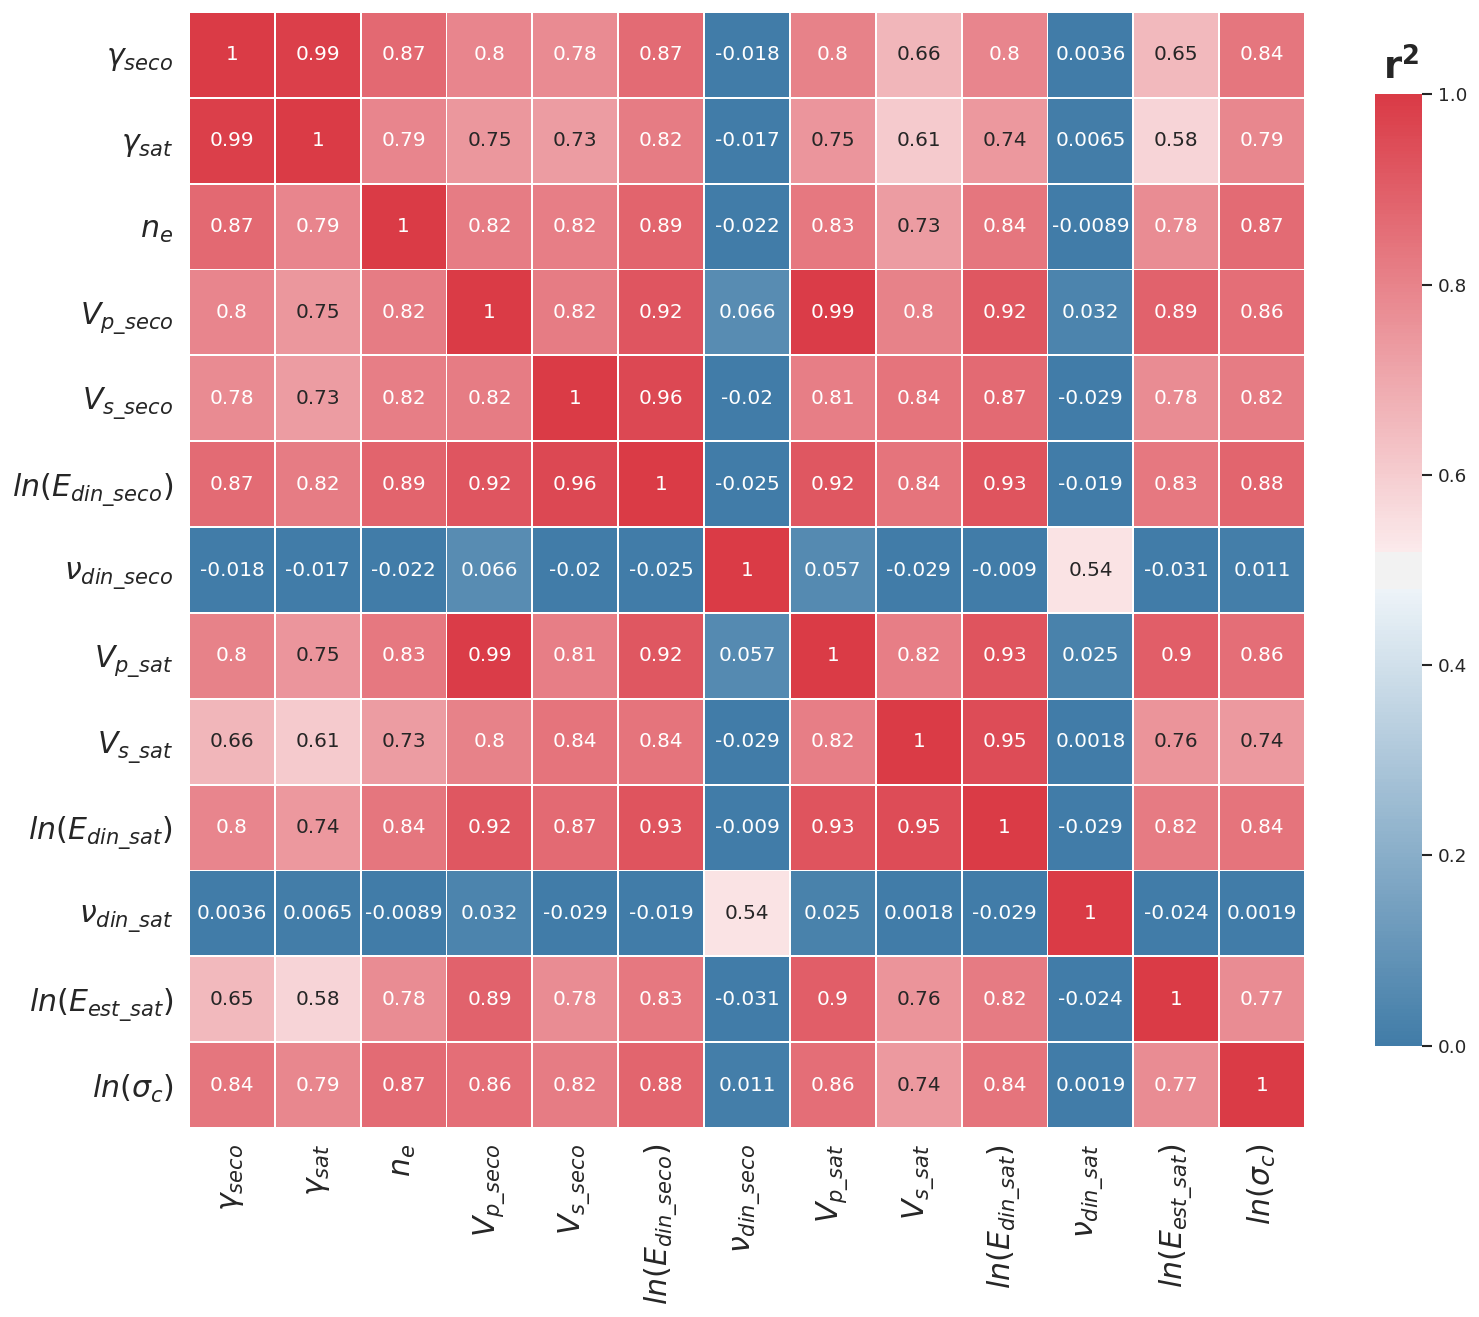 r²
γseco 1 0.99 0.87 0.8 0.78 0.87 -0.018 0.8 0.66 0.8 0.0036 0.65 0.84
γsat 0.99 1 0.79 0.75 0.73 0.82 -0.017 0.75 0.61 0.74 0.0065 0.58 0.79
ne 0.87 0.79 1 0.82 0.82 0.89 -0.022 0.83 0.73 0.84 -0.0089 0.78 0.87
Vp_seco 0.8 0.75 0.82 1 0.82 0.92 0.066 0.99 0.8 0.92 0.032 0.89 0.86
Vs_seco 0.78 0.73 0.82 0.82 1 0.96 -0.02 0.81 0.84 0.87 -0.029 0.78 0.82
ln(Edin_seco) 0.87 0.82 0.89 0.92 0.96 1 -0.025 0.92 0.84 0.93 -0.019 0.83 0.88
νdin_seco -0.018 -0.017 -0.022 0.066 -0.02 -0.025 1 0.057 -0.029 -0.009 0.54 -0.031 0.011
Vp_sat 0.8 0.75 0.83 0.99 0.81 0.92 0.057 1 0.82 0.93 0.025 0.9 0.86
Vs_sat 0.66 0.61 0.73 0.8 0.84 0.84 -0.029 0.82 1 0.95 0.0018 0.76 0.74
ln(Edin_sat) 0.8 0.74 0.84 0.92 0.87 0.93 -0.009 0.93 0.95 1 -0.029 0.82 0.84
νdin_sat 0.0036 0.0065 -0.0089 0.032 -0.029 -0.019 0.54 0.025 0.0018 -0.029 1 -0.024 0.0019
ln(Eest_sat) 0.65 0.58 0.78 0.89 0.78 0.83 -0.031 0.9 0.76 0.82 -0.024 1 0.77
ln(σc) 0.84 0.79 0.87 0.86 0.82 0.88 0.011 0.86 0.74 0.84 0.0019 0.77 1
γseco γsat ne Vp_seco Vs_seco ln(Edin_seco) νdin_seco Vp_sat Vs_sat ln(Edin_sat) νdin_sat ln(Eest_sat) ln(σc)
1.0
0.8
0.6
0.4
0.2
0.0